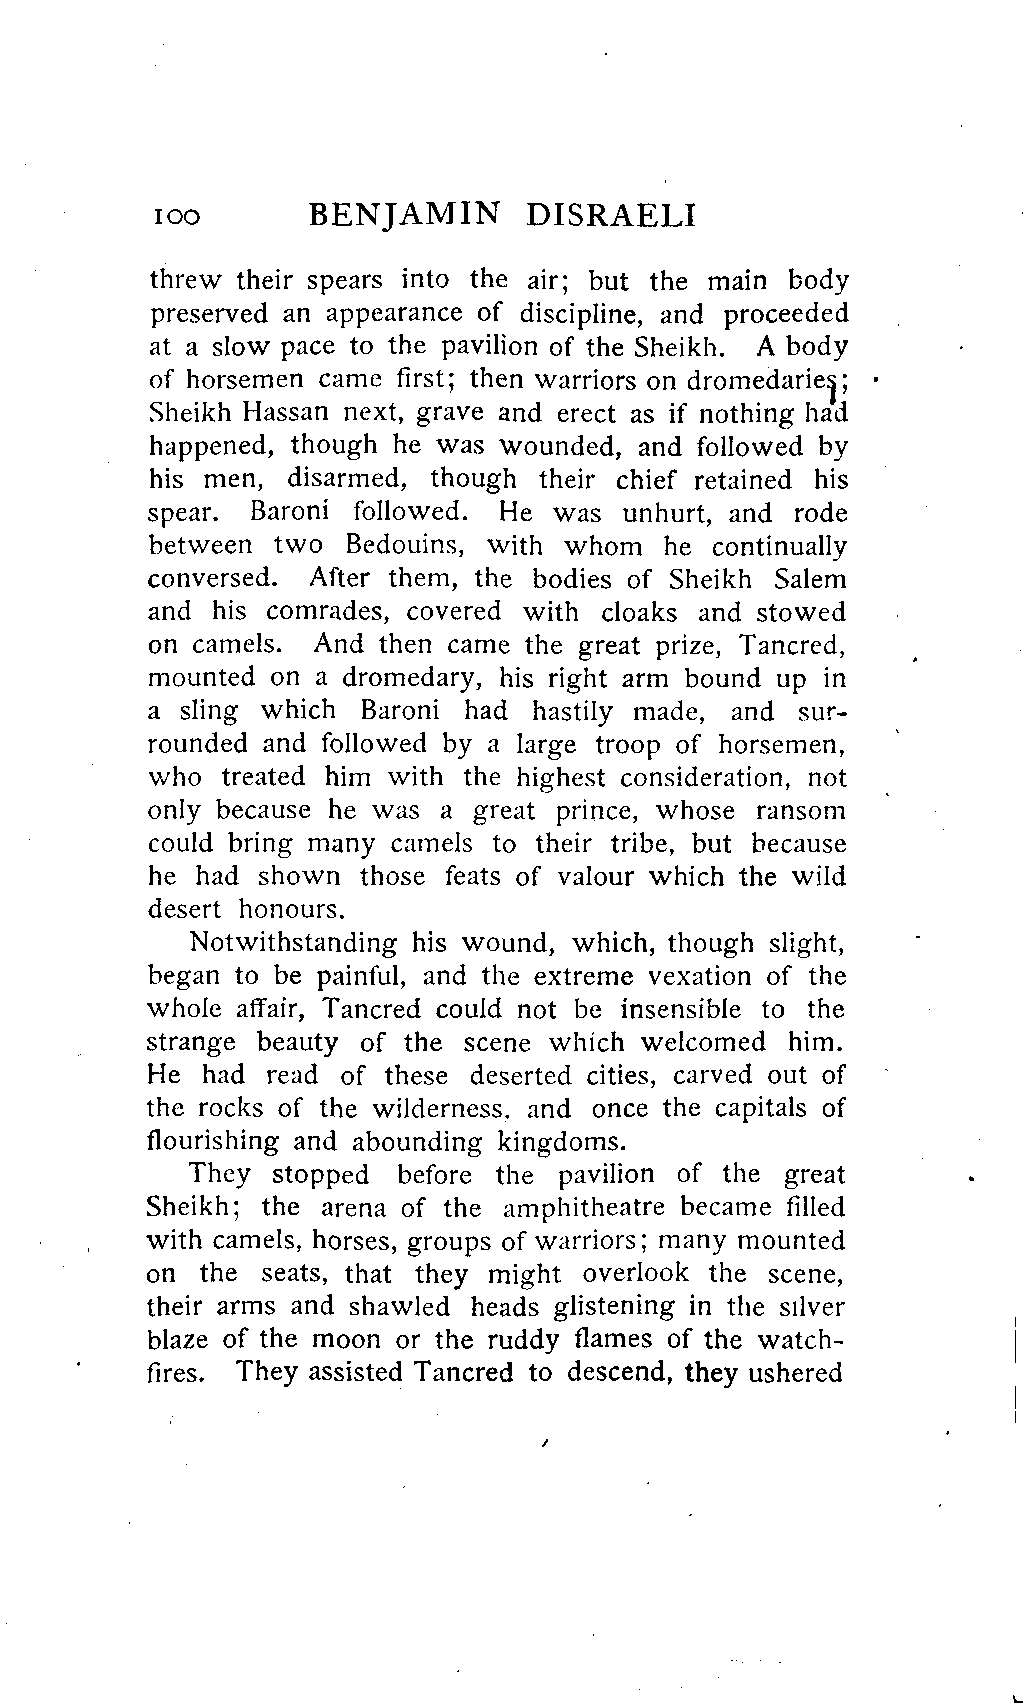 100 BENJAMIN DISRAELI
threw their spears into the air; but the main body
preserved an appearance of discipline, and proceeded
at a slow pace to the pavilion of the Sheikh. A body
of horsemen came first; then warriors on dromedaries;
Sheikh Hassan next, grave and erect as if nothing had
happened, though he was wounded, and followed by
his men, disarmed, though their chief retained his
spear. Baroni followed. He was unhurt, and rode
between two Bedouins, with whom he continually
conversed. After them, the bodies of Sheikh Salem
and his comrades, covered with cloaks and stowed
on camels. And then came the great prize, Tancred,
mounted on a dromedary, his right arm bound up in
a sling which Baroni had hastily made, and sur-
rounded and followed by a large troop of horsemen,
who treated him with the highest consideration, not
only because he was a great prince, whose ransom
could bring many camels to their tribe, but because
he had shown those feats of valour which the wild
desert honours.
Notwithstanding his wound, which, though slight,
began to be painful, and the extreme vexation of the
whole affair, Tancred could not be insensible to the
strange beauty of the scene which welcomed him.
He had read of these deserted cities, carved out of
the rocks of the wilderness, and once the capitals of
flourishing and abounding kingdoms.
They stopped before the pavilion of the great
Sheikh; the arena of the amphitheatre became filled
with camels, horses, groups of warriors; many mounted
on the seats, that they might overlook the scene,
their arms and shawled heads glistening in the silver
blaze of the moon or the ruddy flames of the watch-
fires. They assisted Tancred to descend, they ushered